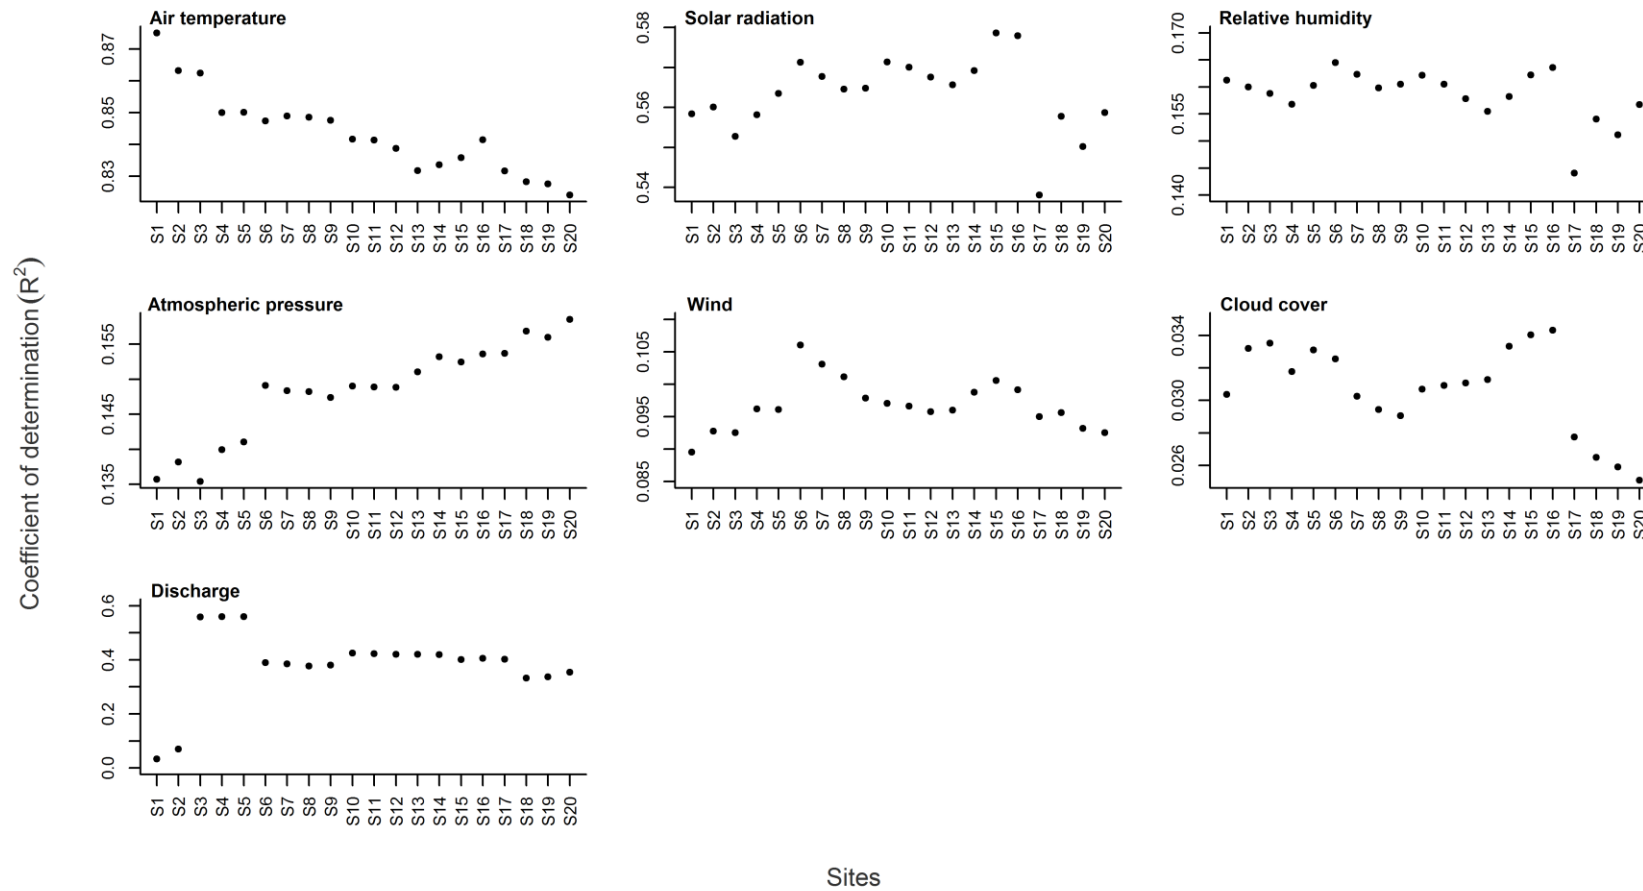 Coefficient of determination (R²)
Air temperature
0.87
0.85
0.83
S1 S2 S3 S4 S5 S6 S7 S8 S9 S10 S11 S12 S13 S14 S15 S16 S17 S18 S19 S20
Solar radiation
0.58
0.56
0.54
S1 S2 S3 S4 S5 S6 S7 S8 S9 S10 S11 S12 S13 S14 S15 S16 S17 S18 S19 S20
Relative humidity
0.170
0.155
0.140
S1 S2 S3 S4 S5 S6 S7 S8 S9 S10 S11 S12 S13 S14 S15 S16 S17 S18 S19 S20
Atmospheric pressure
0.155
0.145
0.135
S1 S2 S3 S4 S5 S6 S7 S8 S9 S10 S11 S12 S13 S14 S15 S16 S17 S18 S19 S20
Wind
0.105
0.095
0.085
S1 S2 S3 S4 S5 S6 S7 S8 S9 S10 S11 S12 S13 S14 S15 S16 S17 S18 S19 S20
Cloud cover
0.034
0.030
0.026
S1 S2 S3 S4 S5 S6 S7 S8 S9 S10 S11 S12 S13 S14 S15 S16 S17 S18 S19 S20
Discharge
0.6
0.4
0.2
0.0
S1 S2 S3 S4 S5 S6 S7 S8 S9 S10 S11 S12 S13 S14 S15 S16 S17 S18 S19 S20
Sites